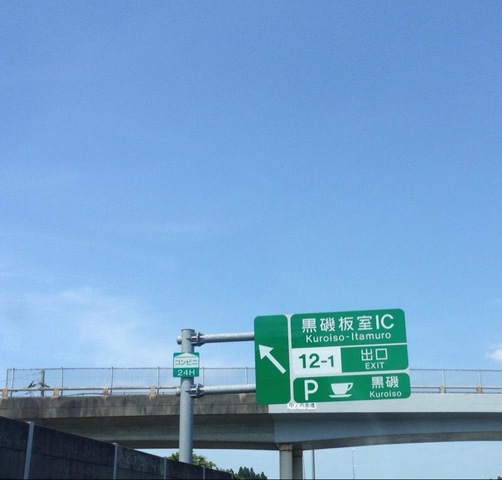 黒磯板室IC
Kuroiso-Itamuro
12-1 出口
EXIT
P 黒磯
Kuroiso
コンビニ
24H